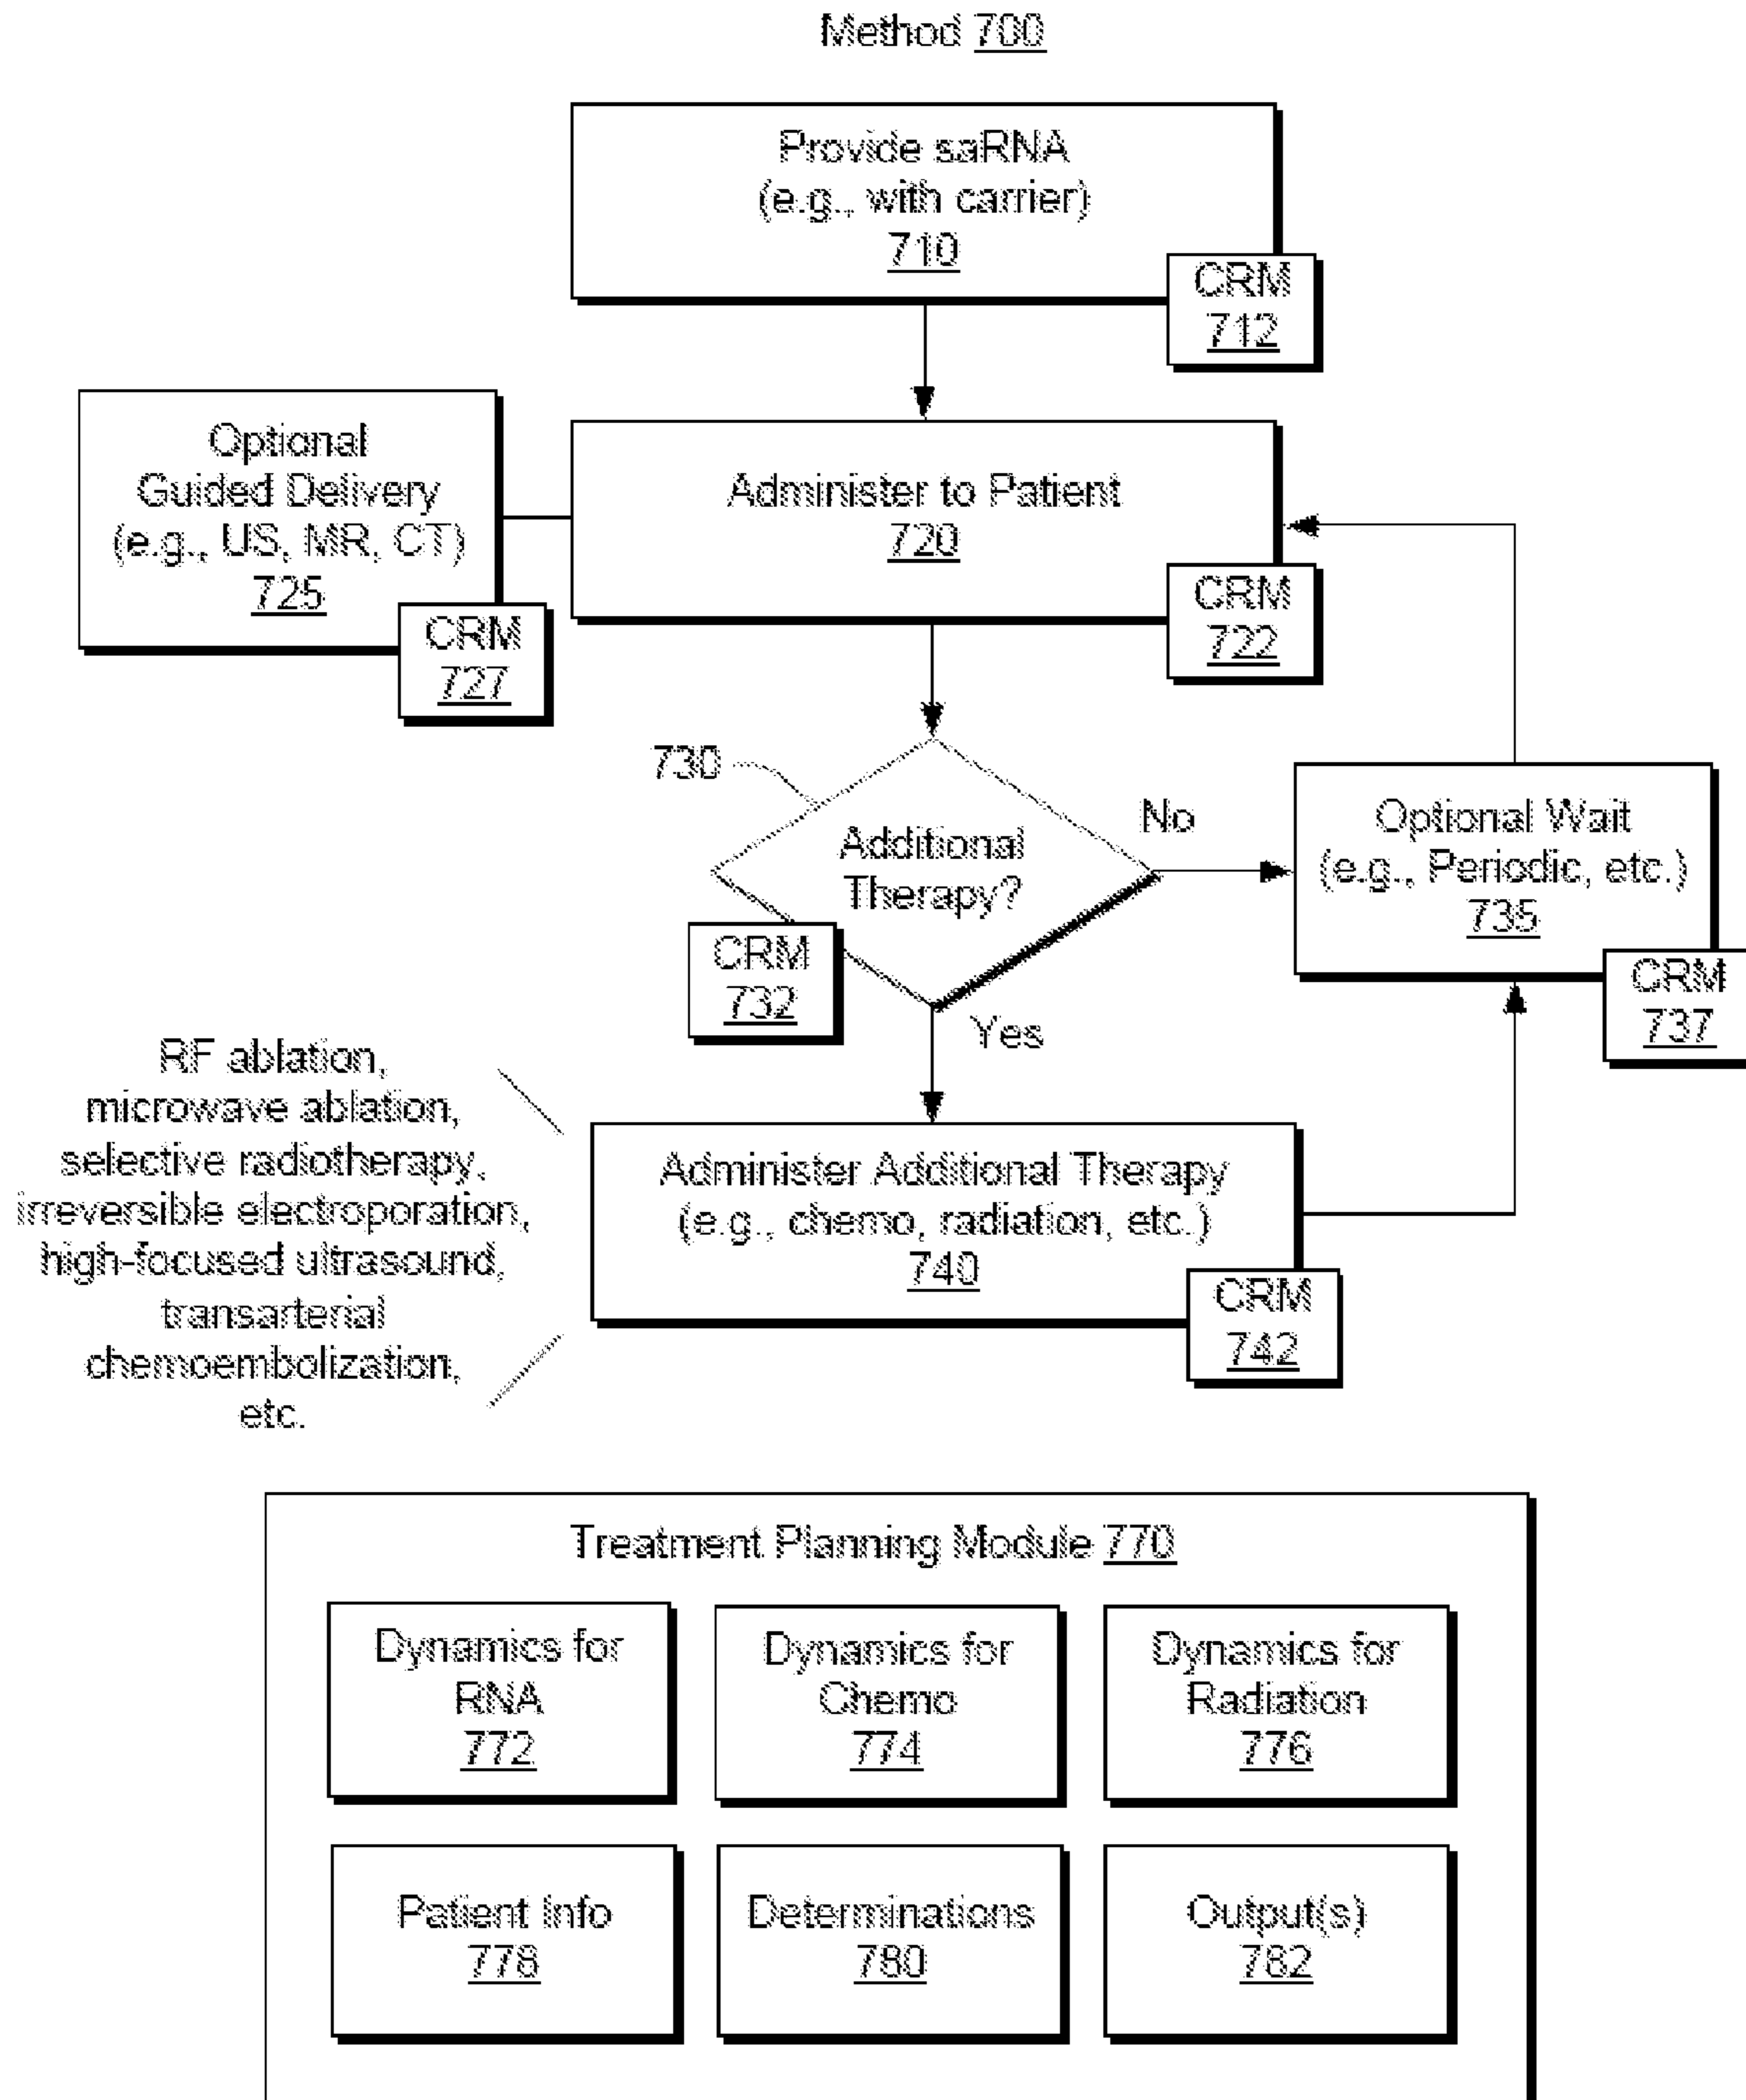 Method 700
Provide saRNA
(e.g., with carrier)
710
CRM
712
Optional
Guided Delivery
(e.g., US, MR, CT)
725
CRM
727
Administer to Patient
720
CRM
722
730
Additional
Therapy?
No
Yes
CRM
732
Optional Wait
(e.g., Periodic, etc.)
735
CRM
737
RF ablation,
microwave ablation,
selective radiotherapy,
irreversible electroporation,
high-focused ultrasound,
transarterial
chemoembolization,
etc.
Administer Additional Therapy
(e.g., chemo, radiation, etc.)
740
CRM
742
Treatment Planning Module 770
Dynamics for
RNA
772
Dynamics for
Chemo
774
Dynamics for
Radiation
776
Patient Info
778
Determinations
780
Output(s)
782